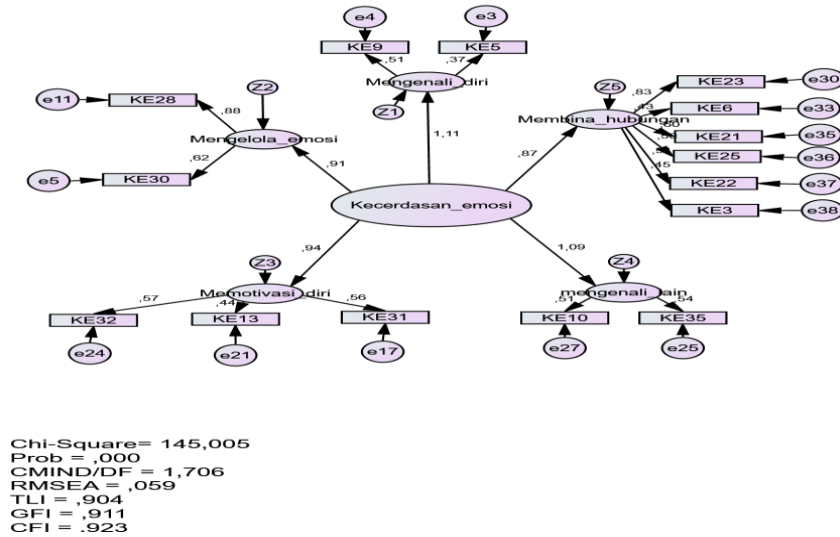 e4
e3
KE9
KE5
,51
,37
Mengenali_diri
Z1
Z2
e11
KE28
,88
Mengelola_emosi
,62
e5
KE30
,91
1,11
Z5
Membina_hubungan
,83
,43
,60
,45
KE23
e30
KE6
e33
KE21
e35
KE25
e36
KE22
e37
KE3
e38
,87
Kecerdasan_emosi
,94
1,09
Z3
Memotivasi_diri
,57
,44
,56
KE32
KE13
KE31
e24
e21
e17
Z4
,51
,54
KE10
KE35
e27
e25
Chi-Square= 145,005
Prob = ,000
CMIND/DF = 1,706
RMSEA = ,059
TLI = ,904
GFI = ,911
CFI = ,923